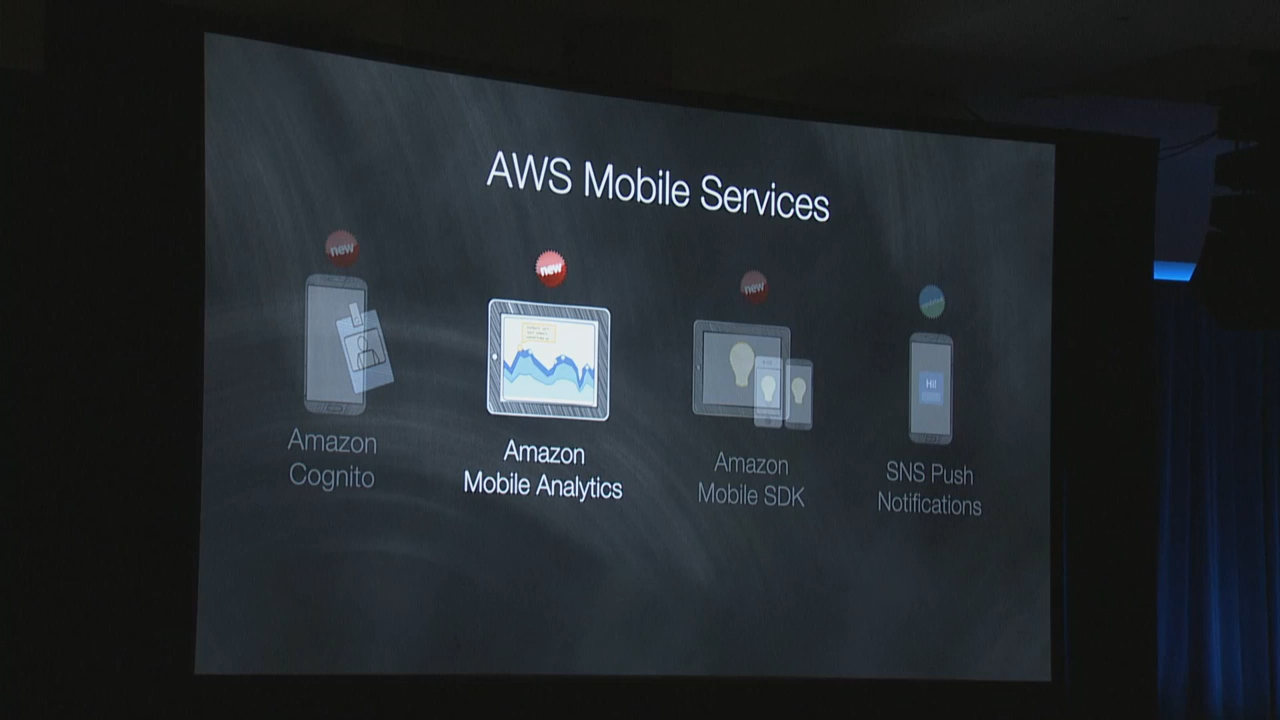 AWS Mobile Services
new
new
new
Hi!
Amazon
Cognito
Amazon
Mobile Analytics
Amazon
Mobile SDK
SNS Push
Notifications